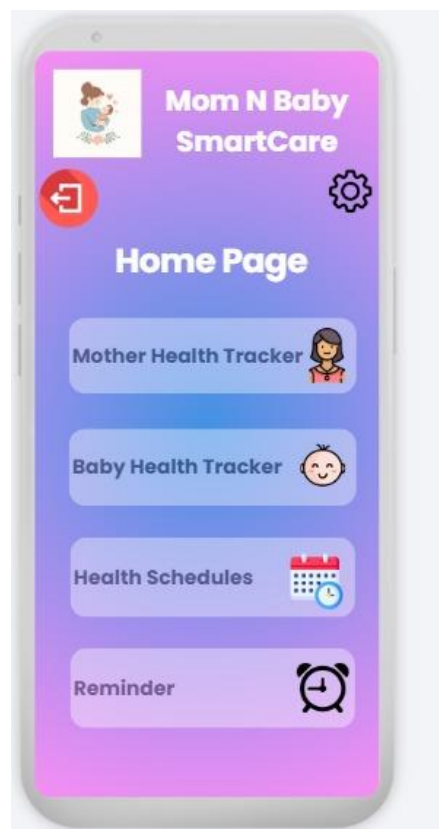 Mom N Baby
SmartCare
Home Page
Mother Health Tracker
Baby Health Tracker
Health Schedules
Reminder